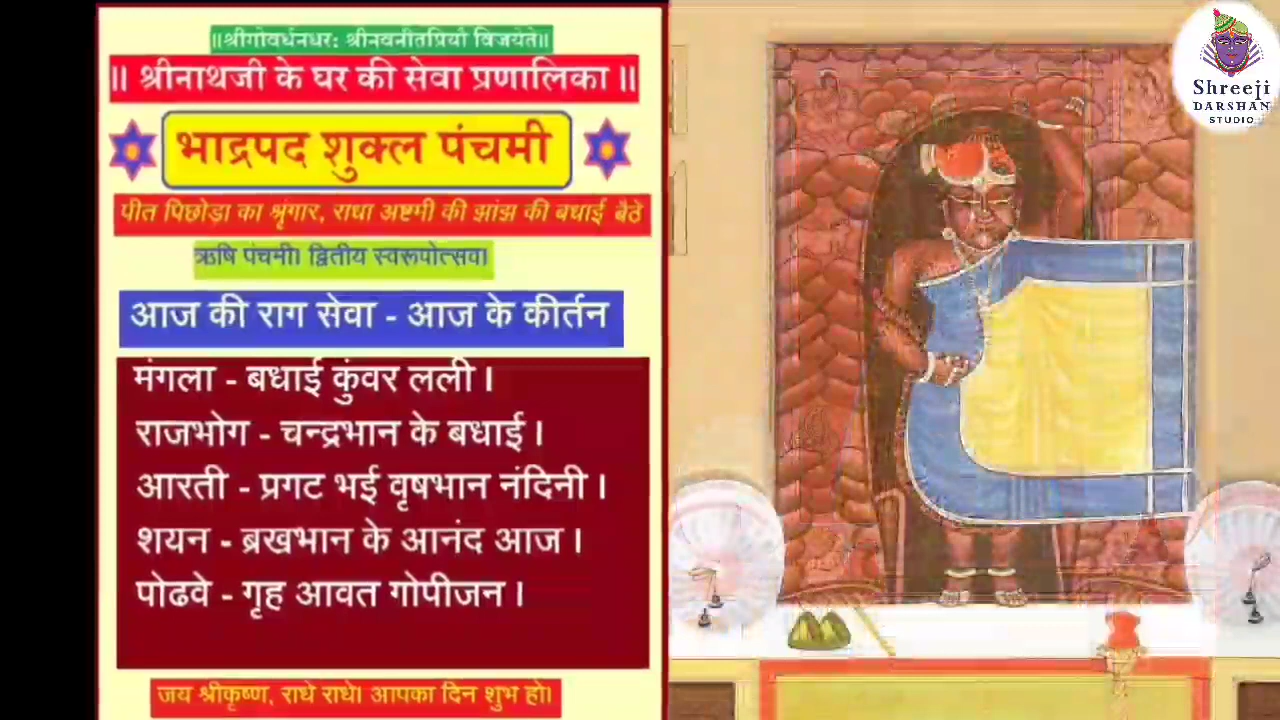 ॥श्रीगोवर्धनधर: श्रीनवनीतप्रियौ विजयेते॥
॥ श्रीनाथजी के घर की सेवा प्रणालिका ॥
भाद्रपद शुक्ल पंचमी
पीत पिछोड़ा का श्रृंगार, राधा अष्टमी की झांझ की बधाई बैठे
ऋषि पंचमी। द्वितीय स्वरूपोत्सव।
आज की राग सेवा - आज के कीर्तन
मंगला - बधाई कुंवर लली ।
राजभोग - चन्द्रभान के बधाई ।
आरती - प्रगट भई वृषभान नंदिनी ।
शयन - ब्रखभान के आनंद आज ।
पोढवे - गृह आवत गोपीजन ।
जय श्रीकृष्ण, राधे राधे। आपका दिन शुभ हो।
Shreeji
DARSHAN
STUDIO